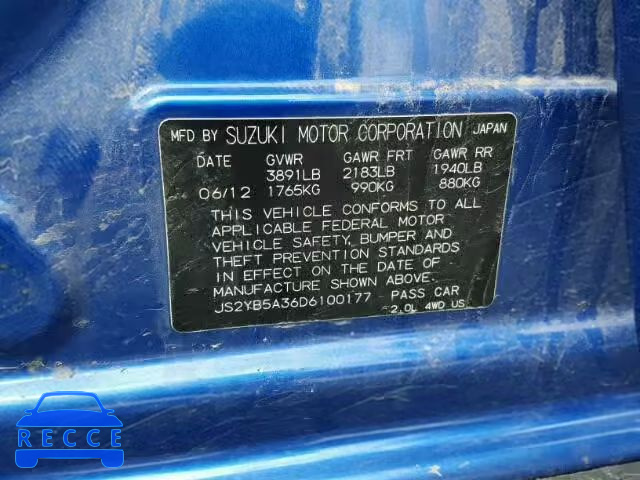 MFD BY SUZUKI MOTOR CORPORATION JAPAN
DATE GVWR GAWR FRT GAWR RR
3891LB 2183LB 1940LB
06/12 1765KG 990KG 880KG
THIS VEHICLE CONFORMS TO ALL
APPLICABLE FEDERAL MOTOR
VEHICLE SAFETY, BUMPER AND
THEFT PREVENTION STANDARDS
IN EFFECT ON THE DATE OF
MANUFACTURE SHOWN ABOVE.
JS2YB5A36D6100177 PASS CAR
2.0L 4WD US
RECCE